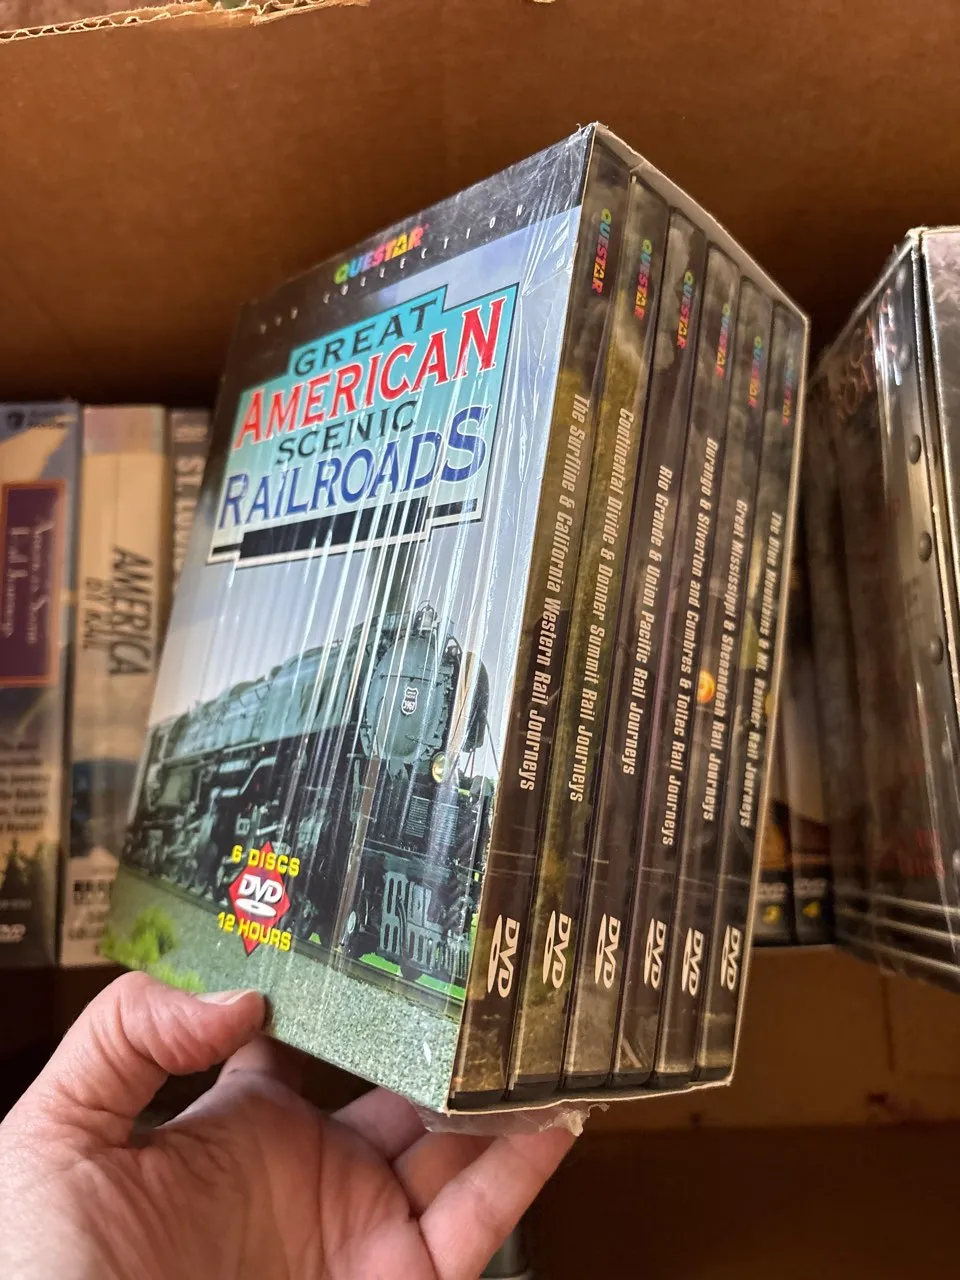 QUESTAR
DVD COLLECTION
GREAT
AMERICAN
SCENIC
RAILROADS
3967
6 DISCS
DVD
12 HOURS
QUESTAR
The Surfline & California Western Rail Journeys
DVD
QUESTAR
Continental Divide & Donner Summit Rail Journeys
DVD
QUESTAR
Rio Grande & Union Pacific Rail Journeys
DVD
QUESTAR
Durango & Silverton and Cumbres & Toltec Rail Journeys
DVD
QUESTAR
Great Mississippi & Shenandoah Rail Journeys
DVD
QUESTAR
The Blue Mountains & Mt. Rainier Rail Journeys
DVD
AMERICA
BY RAIL
4